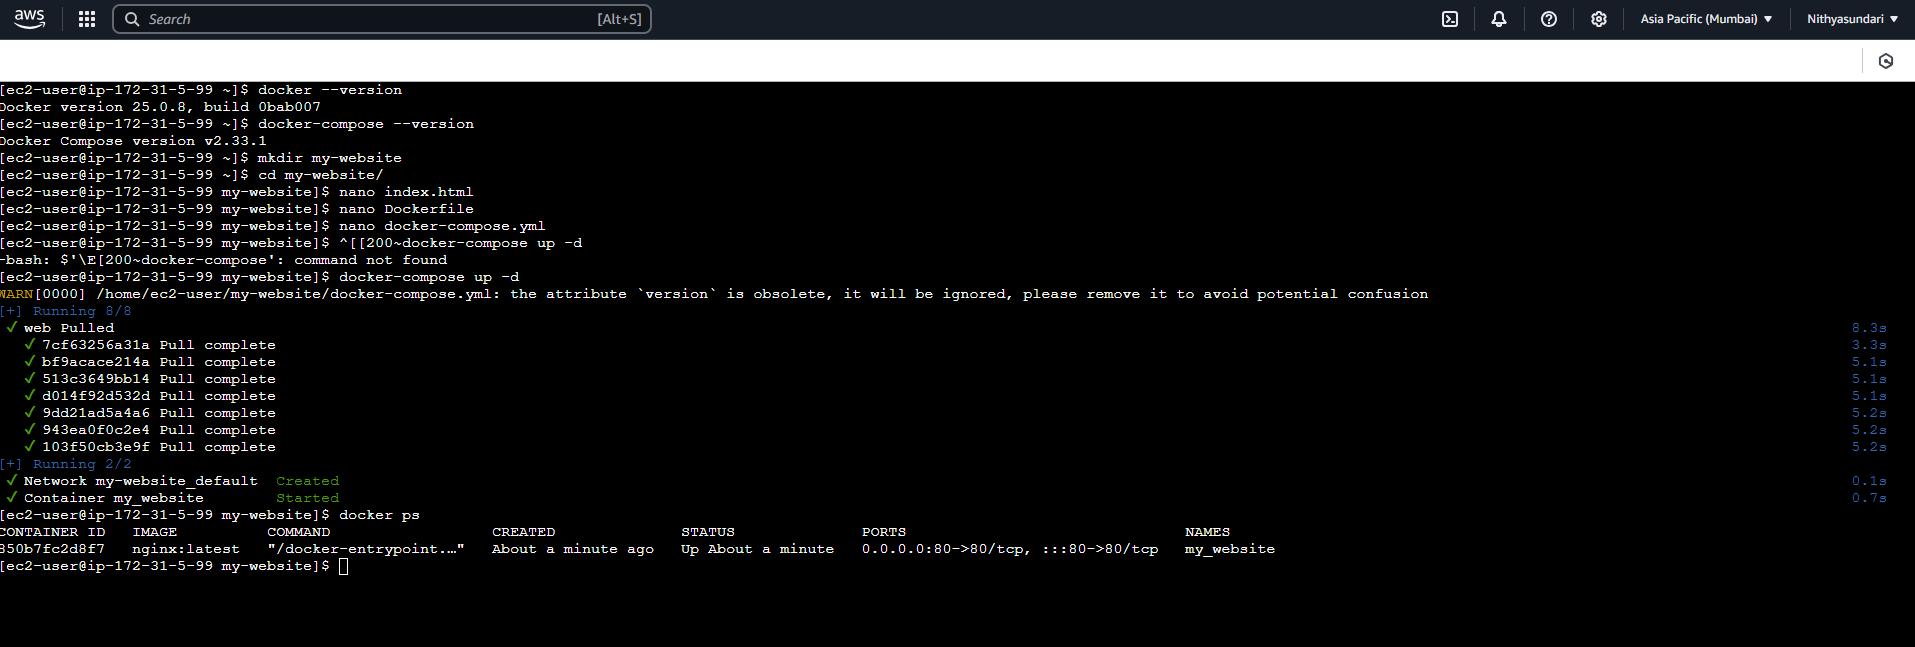 aws Search [Alt+S] Asia Pacific (Mumbai) Nithyasundari
[ec2-user@ip-172-31-5-99 ~]$ docker --version
Docker version 25.0.8, build 0bab007
[ec2-user@ip-172-31-5-99 ~]$ docker-compose --version
Docker Compose version v2.33.1
[ec2-user@ip-172-31-5-99 ~]$ mkdir my-website
[ec2-user@ip-172-31-5-99 ~]$ cd my-website/
[ec2-user@ip-172-31-5-99 my-website]$ nano index.html
[ec2-user@ip-172-31-5-99 my-website]$ nano Dockerfile
[ec2-user@ip-172-31-5-99 my-website]$ nano docker-compose.yml
[ec2-user@ip-172-31-5-99 my-website]$ ^[[200~docker-compose up -d
-bash: $'\E[200~docker-compose': command not found
[ec2-user@ip-172-31-5-99 my-website]$ docker-compose up -d
WARN[0000] /home/ec2-user/my-website/docker-compose.yml: the attribute `version` is obsolete, it will be ignored, please remove it to avoid potential confusion
[+] Running 8/8
✓ web Pulled 8.3s
✓ 7cf63256a31a Pull complete 3.3s
✓ bf9acace214a Pull complete 5.1s
✓ 513c3649bb14 Pull complete 5.1s
✓ d014f92d532d Pull complete 5.1s
✓ 9dd21ad5a4a6 Pull complete 5.2s
✓ 943ea0f0c2e4 Pull complete 5.2s
✓ 103f50cb3e9f Pull complete 5.2s
[+] Running 2/2
✓ Network my-website_default Created 0.1s
✓ Container my_website Started 0.7s
[ec2-user@ip-172-31-5-99 my-website]$ docker ps
CONTAINER ID IMAGE COMMAND CREATED STATUS PORTS NAMES
850b7fc2d8f7 nginx:latest "/docker-entrypoint.…" About a minute ago Up About a minute 0.0.0.0:80->80/tcp, :::80->80/tcp my_website
[ec2-user@ip-172-31-5-99 my-website]$